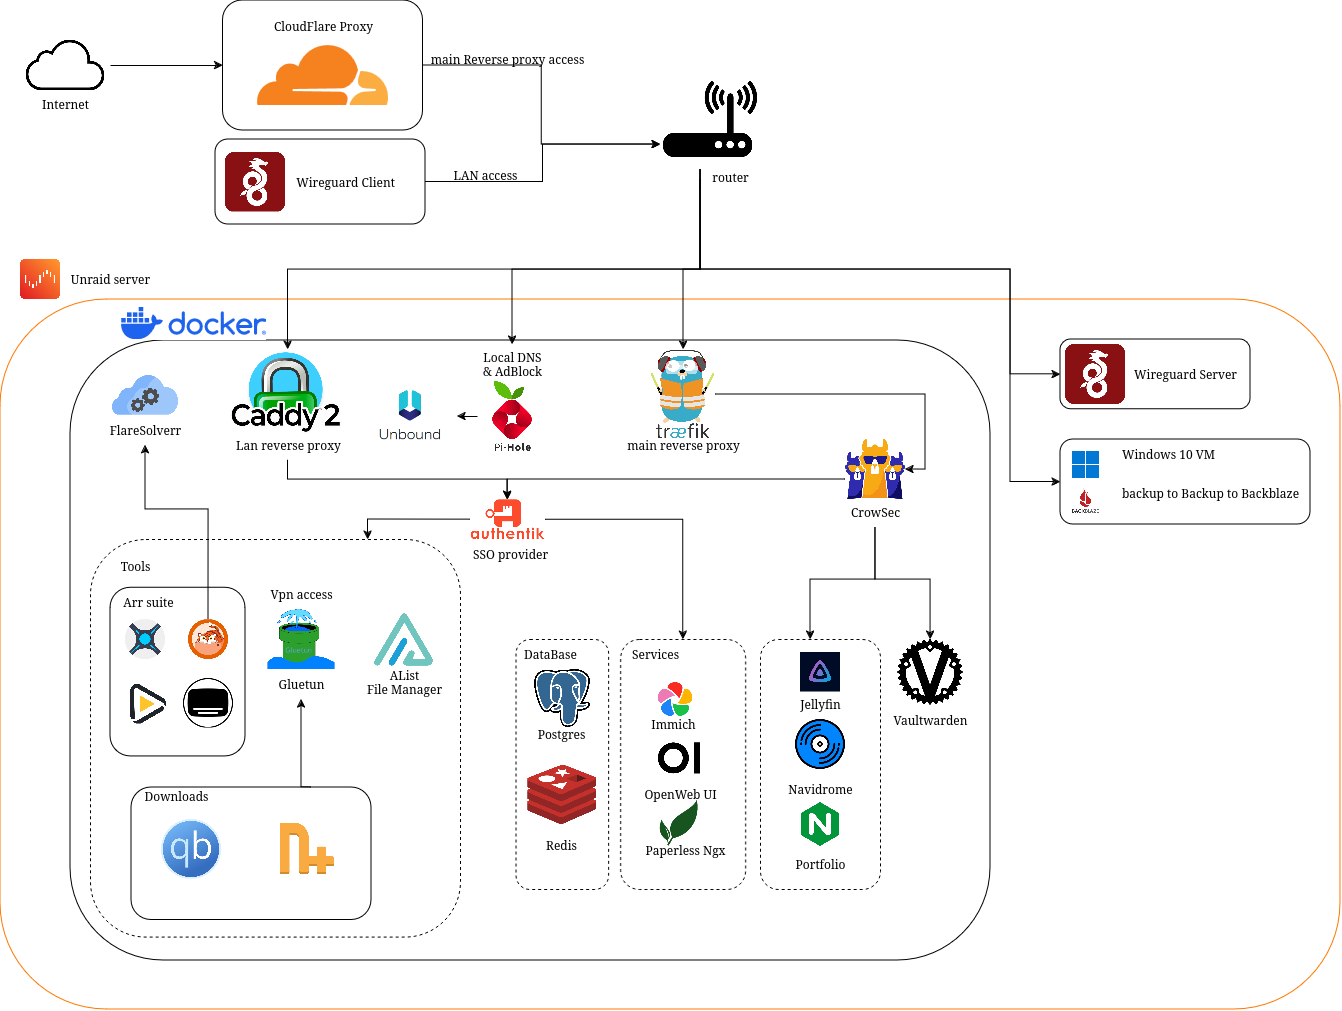 CloudFlare Proxy
Internet
main Reverse proxy access
Wireguard Client
LAN access
router
Unraid server
docker
Local DNS
& AdBlock
Wireguard Server
FlareSolverr
Caddy 2
Lan reverse proxy
Unbound
Pi-Hole
træfik
main reverse proxy
Windows 10 VM
backup to Backup to Backblaze
BACKBLAZE
CrowSec
authentik
SSO provider
Tools
Arr suite
Vpn access
Gluetun
Gluetun
AList
File Manager
DataBase
Postgres
Redis
Services
Immich
OpenWeb UI
Paperless Ngx
Jellyfin
Navidrome
N
Portfolio
V
Vaultwarden
Downloads
qb
n+